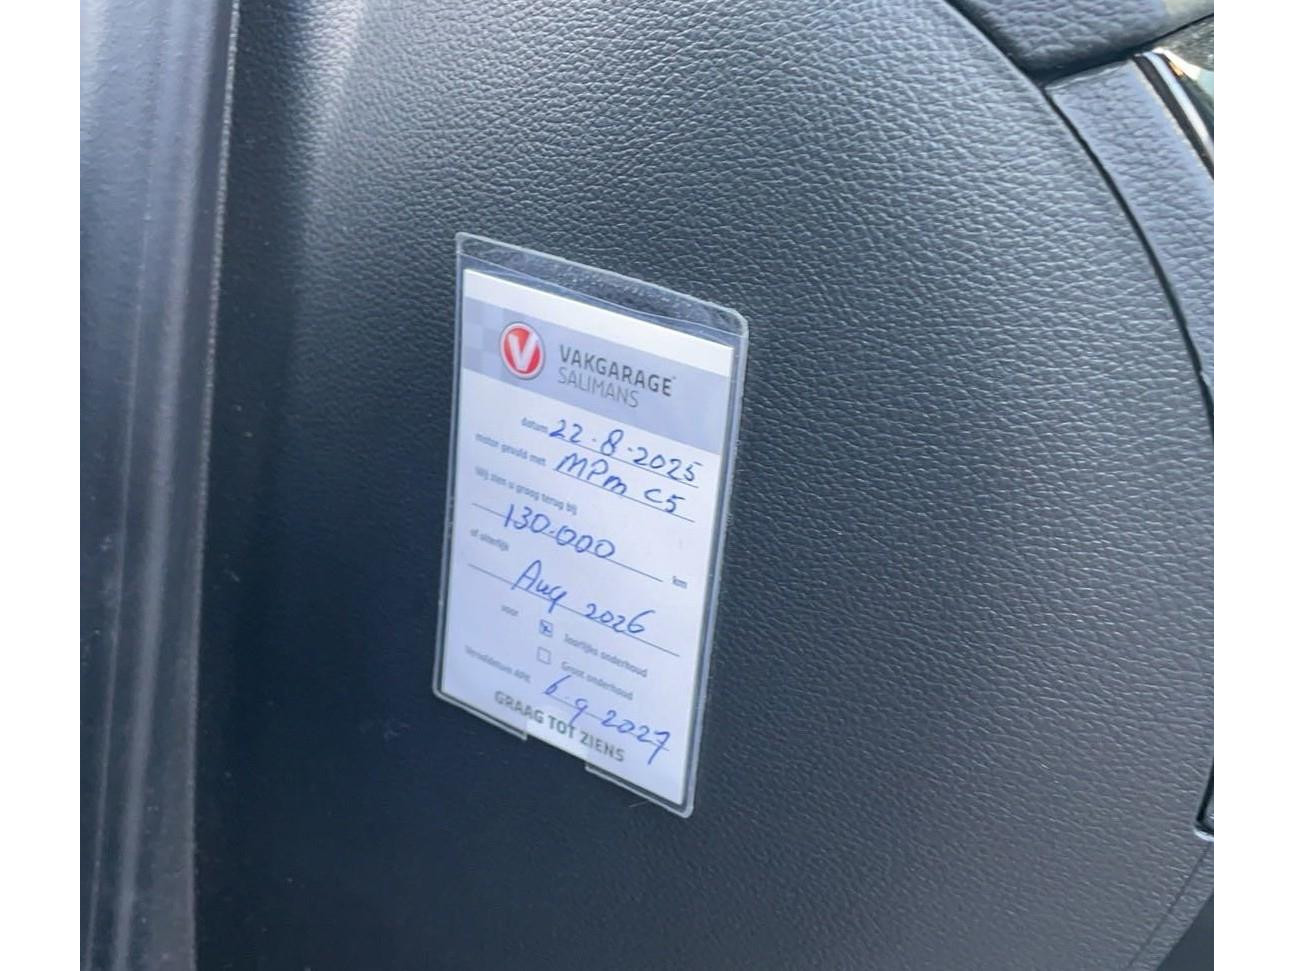 VAKGARAGE
SALIMANS
datum 22-8-2025
motor gevuld met MPM C5
Wij zien u graag terug bij
130.000 km
of uiterlijk
Aug 2026
voor
Jaarlijks onderhoud
Groot onderhoud
Vervaldatum APK 6-9 2027
GRAAG TOT ZIENS